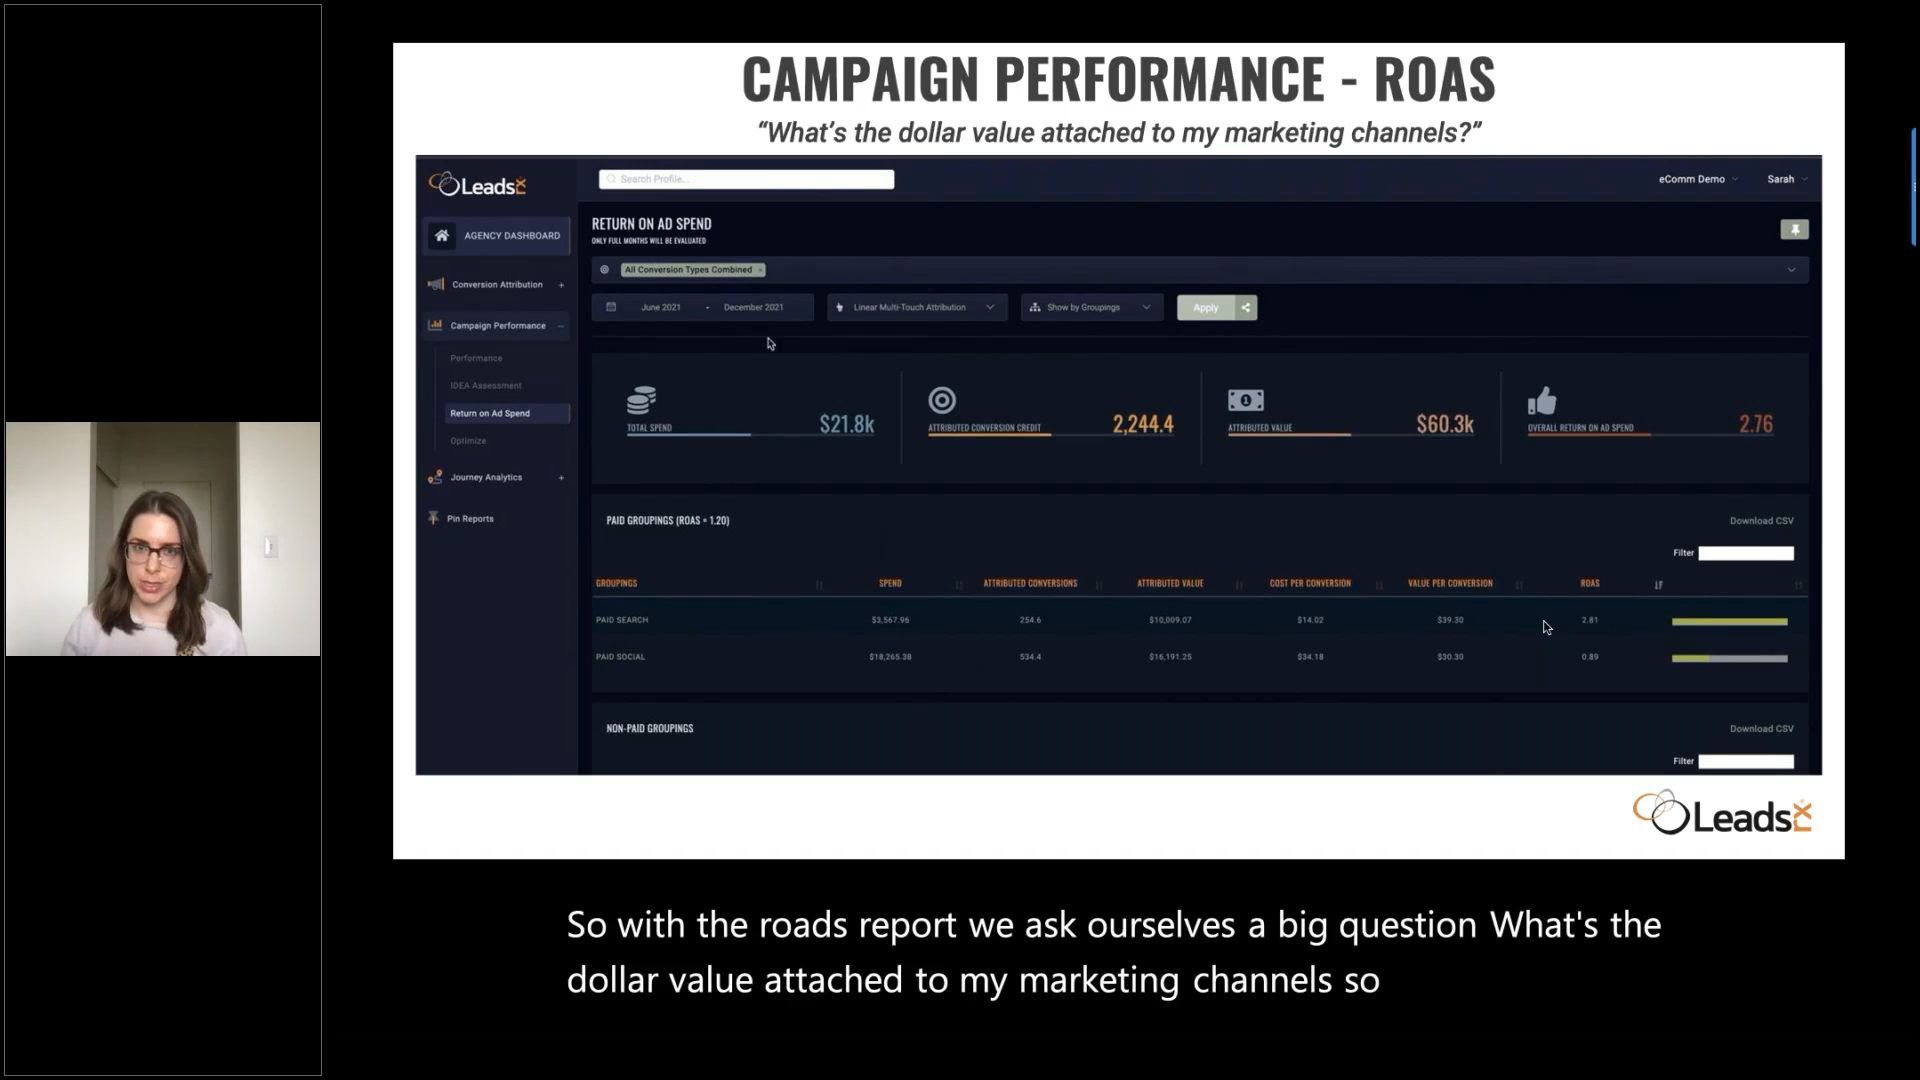 CAMPAIGN PERFORMANCE - ROAS
“What’s the dollar value attached to my marketing channels?”
LeadsRX
Search Profile...
eComm Demo
Sarah
AGENCY DASHBOARD
Conversion Attribution +
Campaign Performance –
Performance
IDEA Assessment
Return on Ad Spend
Optimize
Journey Analytics +
Pin Reports
RETURN ON AD SPEND
ONLY FULL MONTHS WILL BE EVALUATED
All Conversion Types Combined ×
June 2021 - December 2021
Linear Multi-Touch Attribution
Show by Groupings
Apply
TOTAL SPEND $21.8k
ATTRIBUTED CONVERSION CREDIT 2,244.4
ATTRIBUTED VALUE $60.3k
OVERALL RETURN ON AD SPEND 2.76
PAID GROUPINGS (ROAS = 1.20)
Download CSV
Filter
GROUPINGS SPEND ATTRIBUTED CONVERSIONS ATTRIBUTED VALUE COST PER CONVERSION VALUE PER CONVERSION ROAS
PAID SEARCH $3,567.96 254.6 $10,009.07 $14.02 $39.30 2.81
PAID SOCIAL $18,265.38 534.4 $16,191.25 $34.18 $30.30 0.89
NON-PAID GROUPINGS
Download CSV
Filter
LeadsRX
So with the roads report we ask ourselves a big question What's the
dollar value attached to my marketing channels so